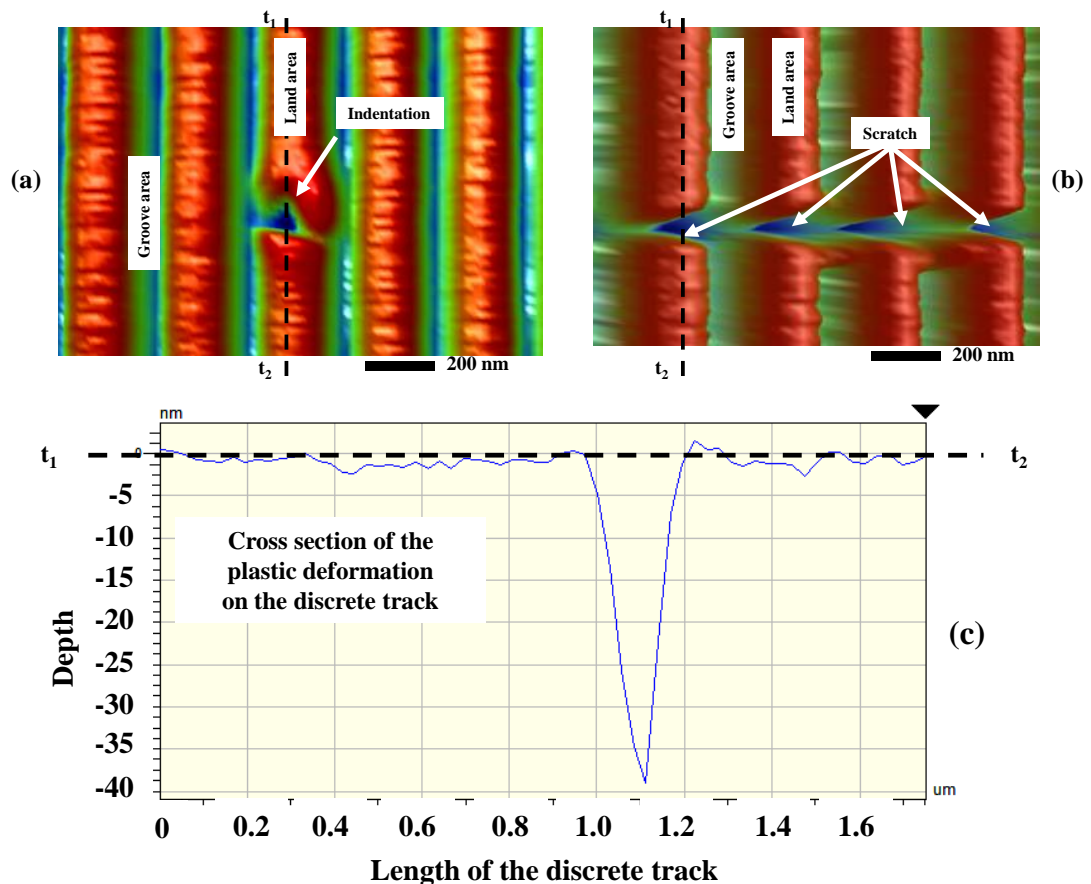 t1
t1
Land area
Indentation
Groove area
Groove area
Land area
Scratch
(a)
(b)
t2
200 nm
t2
200 nm
nm
t1
0
t2
-5
-10
-15
-20
-25
-30
-35
-40
Cross section of the
plastic deformation
on the discrete track
Depth
(c)
um
0
0.2
0.4
0.6
0.8
1.0
1.2
1.4
1.6
Length of the discrete track